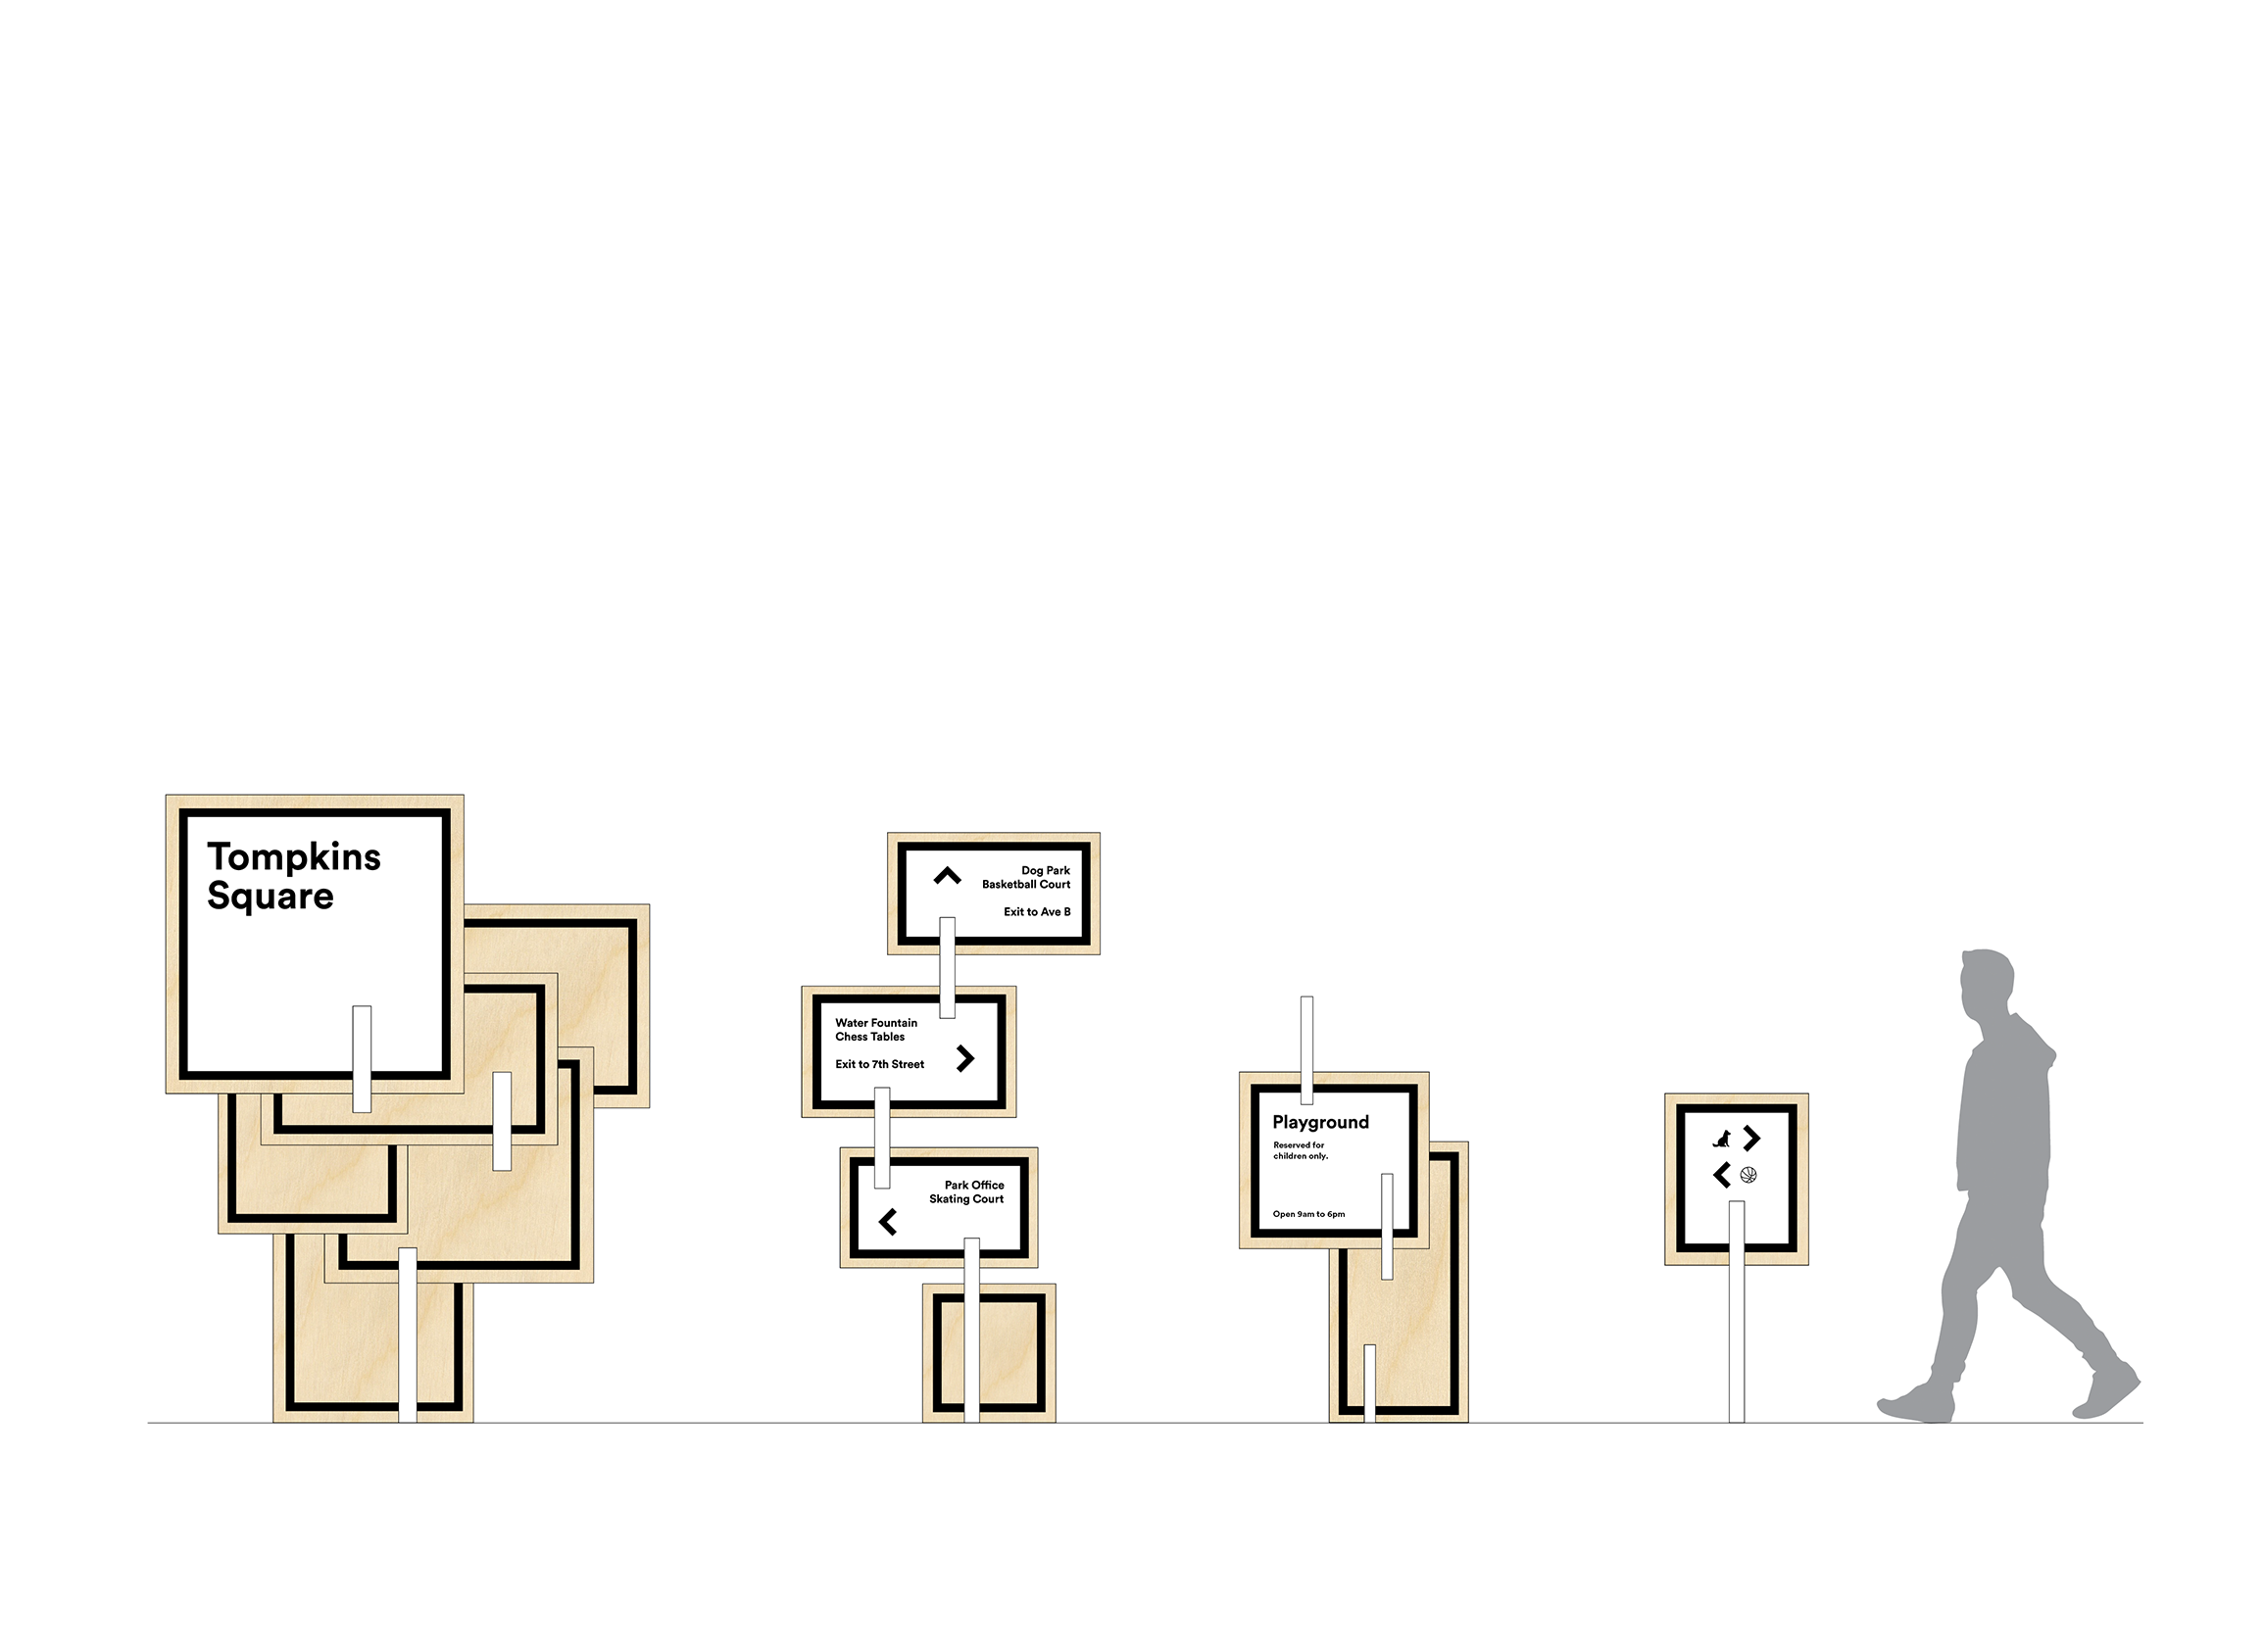 Tompkins
Square
Dog Park
Basketball Court
Exit to Ave B
Water Fountain
Chess Tables
Exit to 7th Street
Park Office
Skating Court
Playground
Reserved for
children only.
Open 9am to 6pm